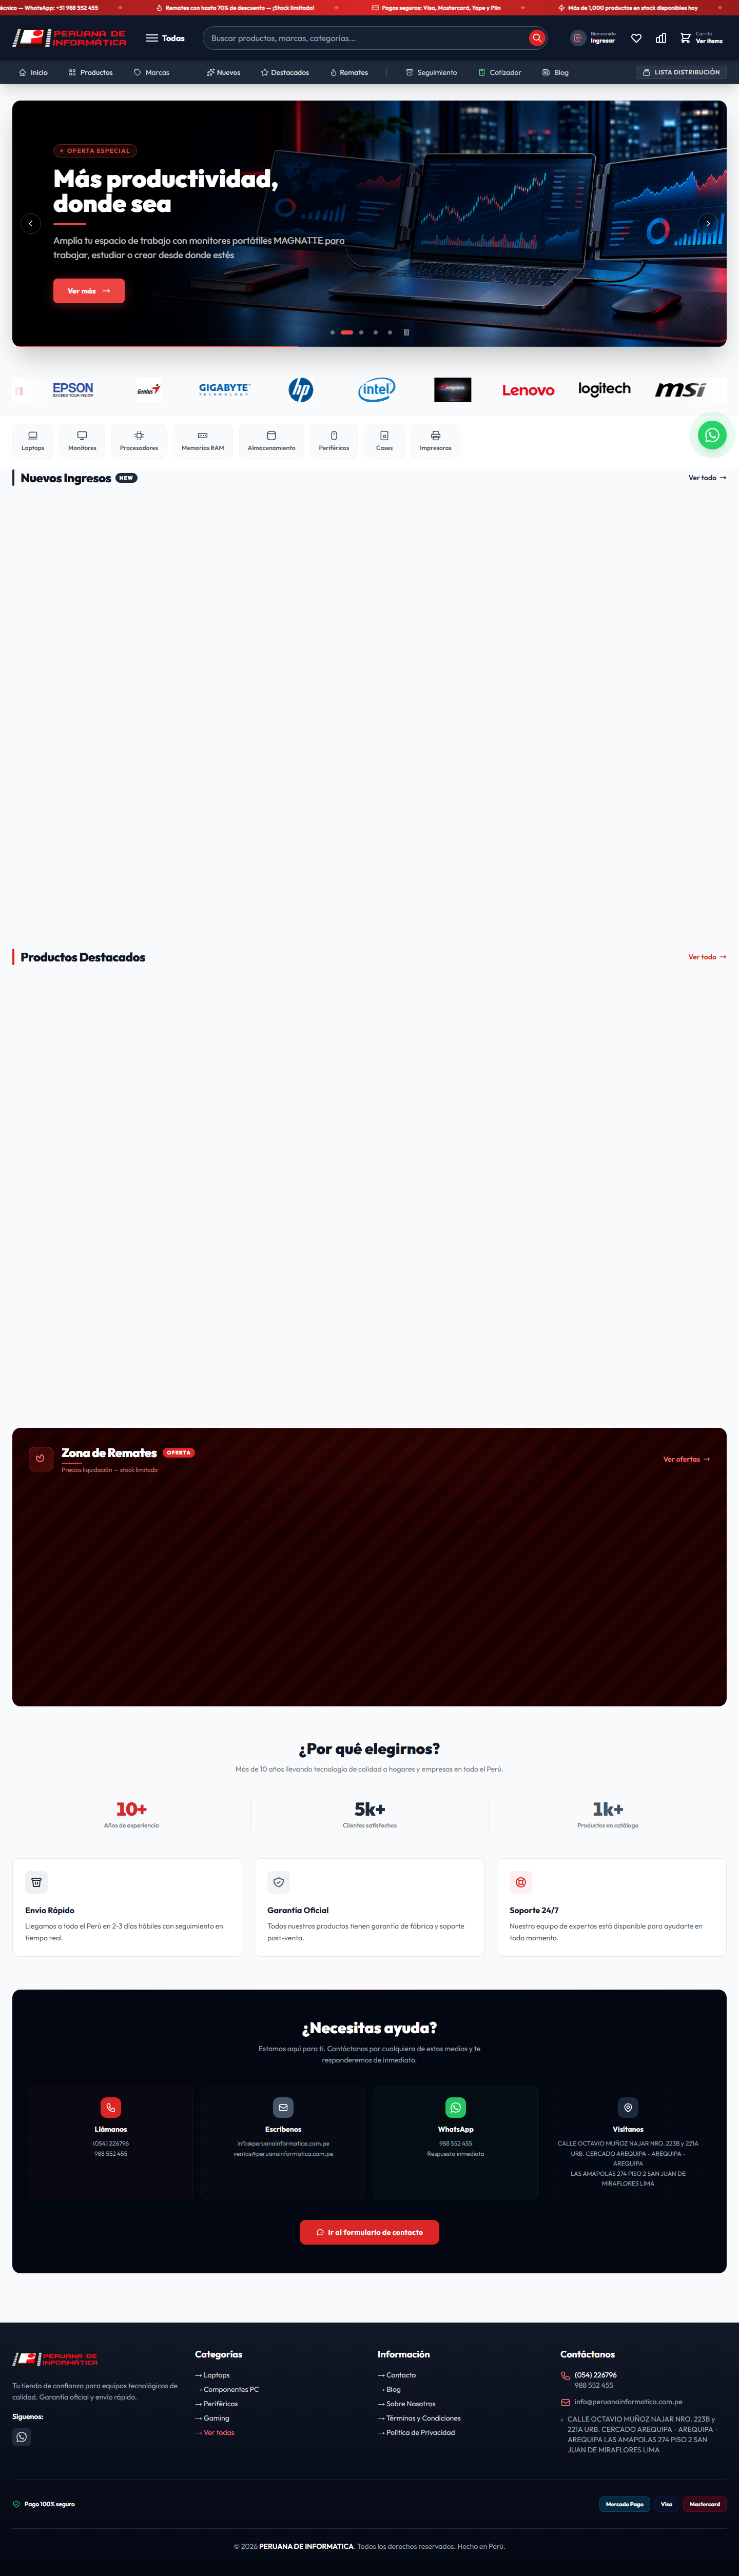 écnico — WhatsApp: +51 988 552 455
Remates con hasta 70% de descuento — ¡Stock limitado!
Pagos seguros: Visa, Mastercard, Yape y Plin
Más de 1,000 productos en stock disponibles hoy
PERUANA DE INFORMÁTICA
Todas
Buscar productos, marcas, categorías...
Bienvenido
Ingresar
Carrito
Ver items
Inicio
Productos
Marcas
Nuevos
Destacados
Remates
Seguimiento
Cotizador
Blog
LISTA DISTRIBUCIÓN
OFERTA ESPECIAL
Más productividad,
donde sea
Amplía tu espacio de trabajo con monitores portátiles MAGNATTE para
trabajar, estudiar o crear desde donde estés
Ver más →
EPSON
EXCEED YOUR VISION
Genius
GIGABYTE
TECHNOLOGY
hp
intel
Lenovo
logitech
msi
Laptops
Monitores
Procesadores
Memorias RAM
Almacenamiento
Periféricos
Cases
Impresoras
Nuevos Ingresos NEW
Ver todo →
Productos Destacados
Ver todo →
Zona de Remates OFERTA
Precios liquidación — stock limitado
Ver ofertas →
¿Por qué elegirnos?
Más de 10 años llevando tecnología de calidad a hogares y empresas en todo el Perú.
10+
Años de experiencia
5k+
Clientes satisfechos
1k+
Productos en catálogo
Envío Rápido
Llegamos a todo el Perú en 2-3 días hábiles con seguimiento en
tiempo real.
Garantía Oficial
Todos nuestros productos tienen garantía de fábrica y soporte
post-venta.
Soporte 24/7
Nuestro equipo de expertos está disponible para ayudarte en
todo momento.
¿Necesitas ayuda?
Estamos aquí para ti. Contáctanos por cualquiera de estos medios y te
responderemos de inmediato.
Llámanos
(054) 226796
988 552 455
Escríbenos
info@peruanainformatica.com.pe
ventas@peruanainformatica.com.pe
WhatsApp
988 552 455
Respuesta inmediata
Visítanos
CALLE OCTAVIO MUÑOZ NAJAR NRO. 223B y 221A
URB. CERCADO AREQUIPA - AREQUIPA -
AREQUIPA
LAS AMAPOLAS 274 PISO 2 SAN JUAN DE
MIRAFLORES LIMA
Ir al formulario de contacto
PERUANA DE INFORMÁTICA
Tu tienda de confianza para equipos tecnológicos de
calidad. Garantía oficial y envío rápido.
Síguenos:
Categorías
→ Laptops
→ Componentes PC
→ Periféricos
→ Gaming
→ Ver todas
Información
→ Contacto
→ Blog
→ Sobre Nosotros
→ Términos y Condiciones
→ Política de Privacidad
Contáctanos
(054) 226796
988 552 455
info@peruanainformatica.com.pe
CALLE OCTAVIO MUÑOZ NAJAR NRO. 223B y
221A URB. CERCADO AREQUIPA - AREQUIPA -
AREQUIPA LAS AMAPOLAS 274 PISO 2 SAN
JUAN DE MIRAFLORES LIMA
Pago 100% seguro
Mercado Pago
Visa
Mastercard
© 2026 PERUANA DE INFORMATICA. Todos los derechos reservados. Hecho en Perú.